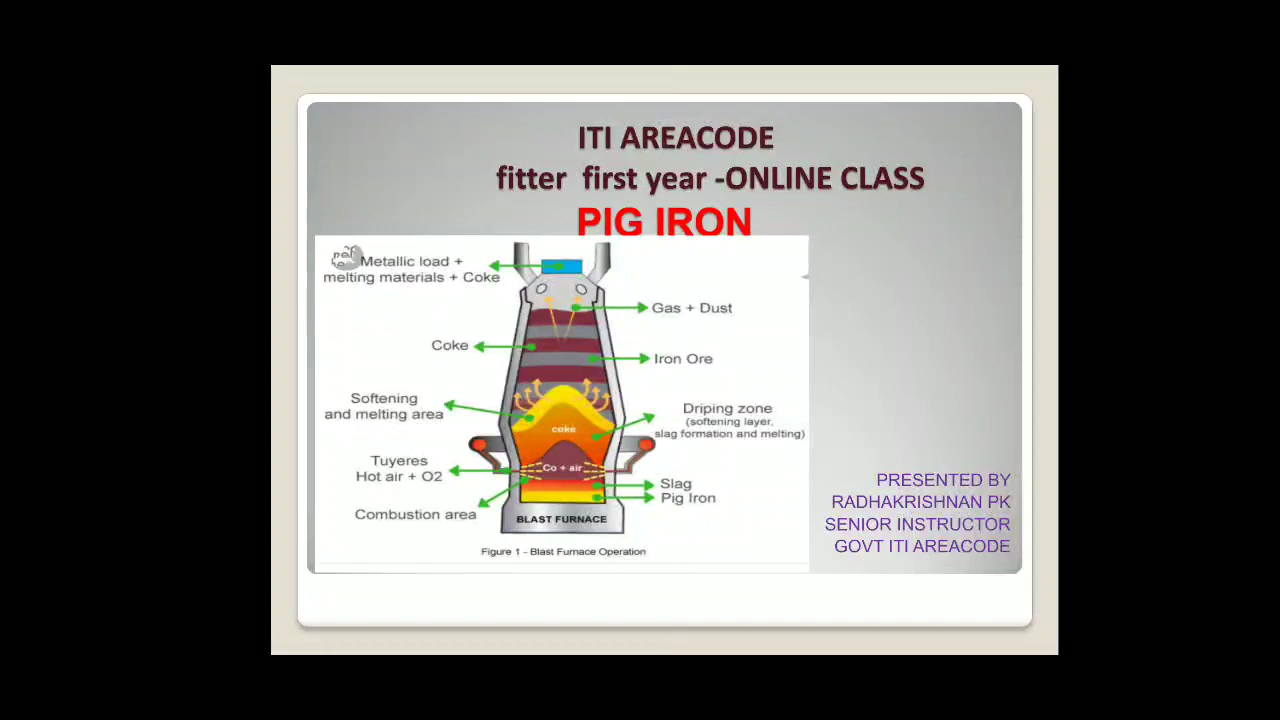 ITI AREACODE
fitter first year -ONLINE CLASS
PIG IRON
Metallic load +
melting materials + Coke
Gas + Dust
Coke
Iron Ore
Softening
and melting area
Driping zone
(softening layer,
slag formation and melting)
coke
Tuyeres
Hot air + O2
Co + air
Slag
Pig Iron
Combustion area
BLAST FURNACE
Figure 1 - Blast Furnace Operation
PRESENTED BY
RADHAKRISHNAN PK
SENIOR INSTRUCTOR
GOVT ITI AREACODE